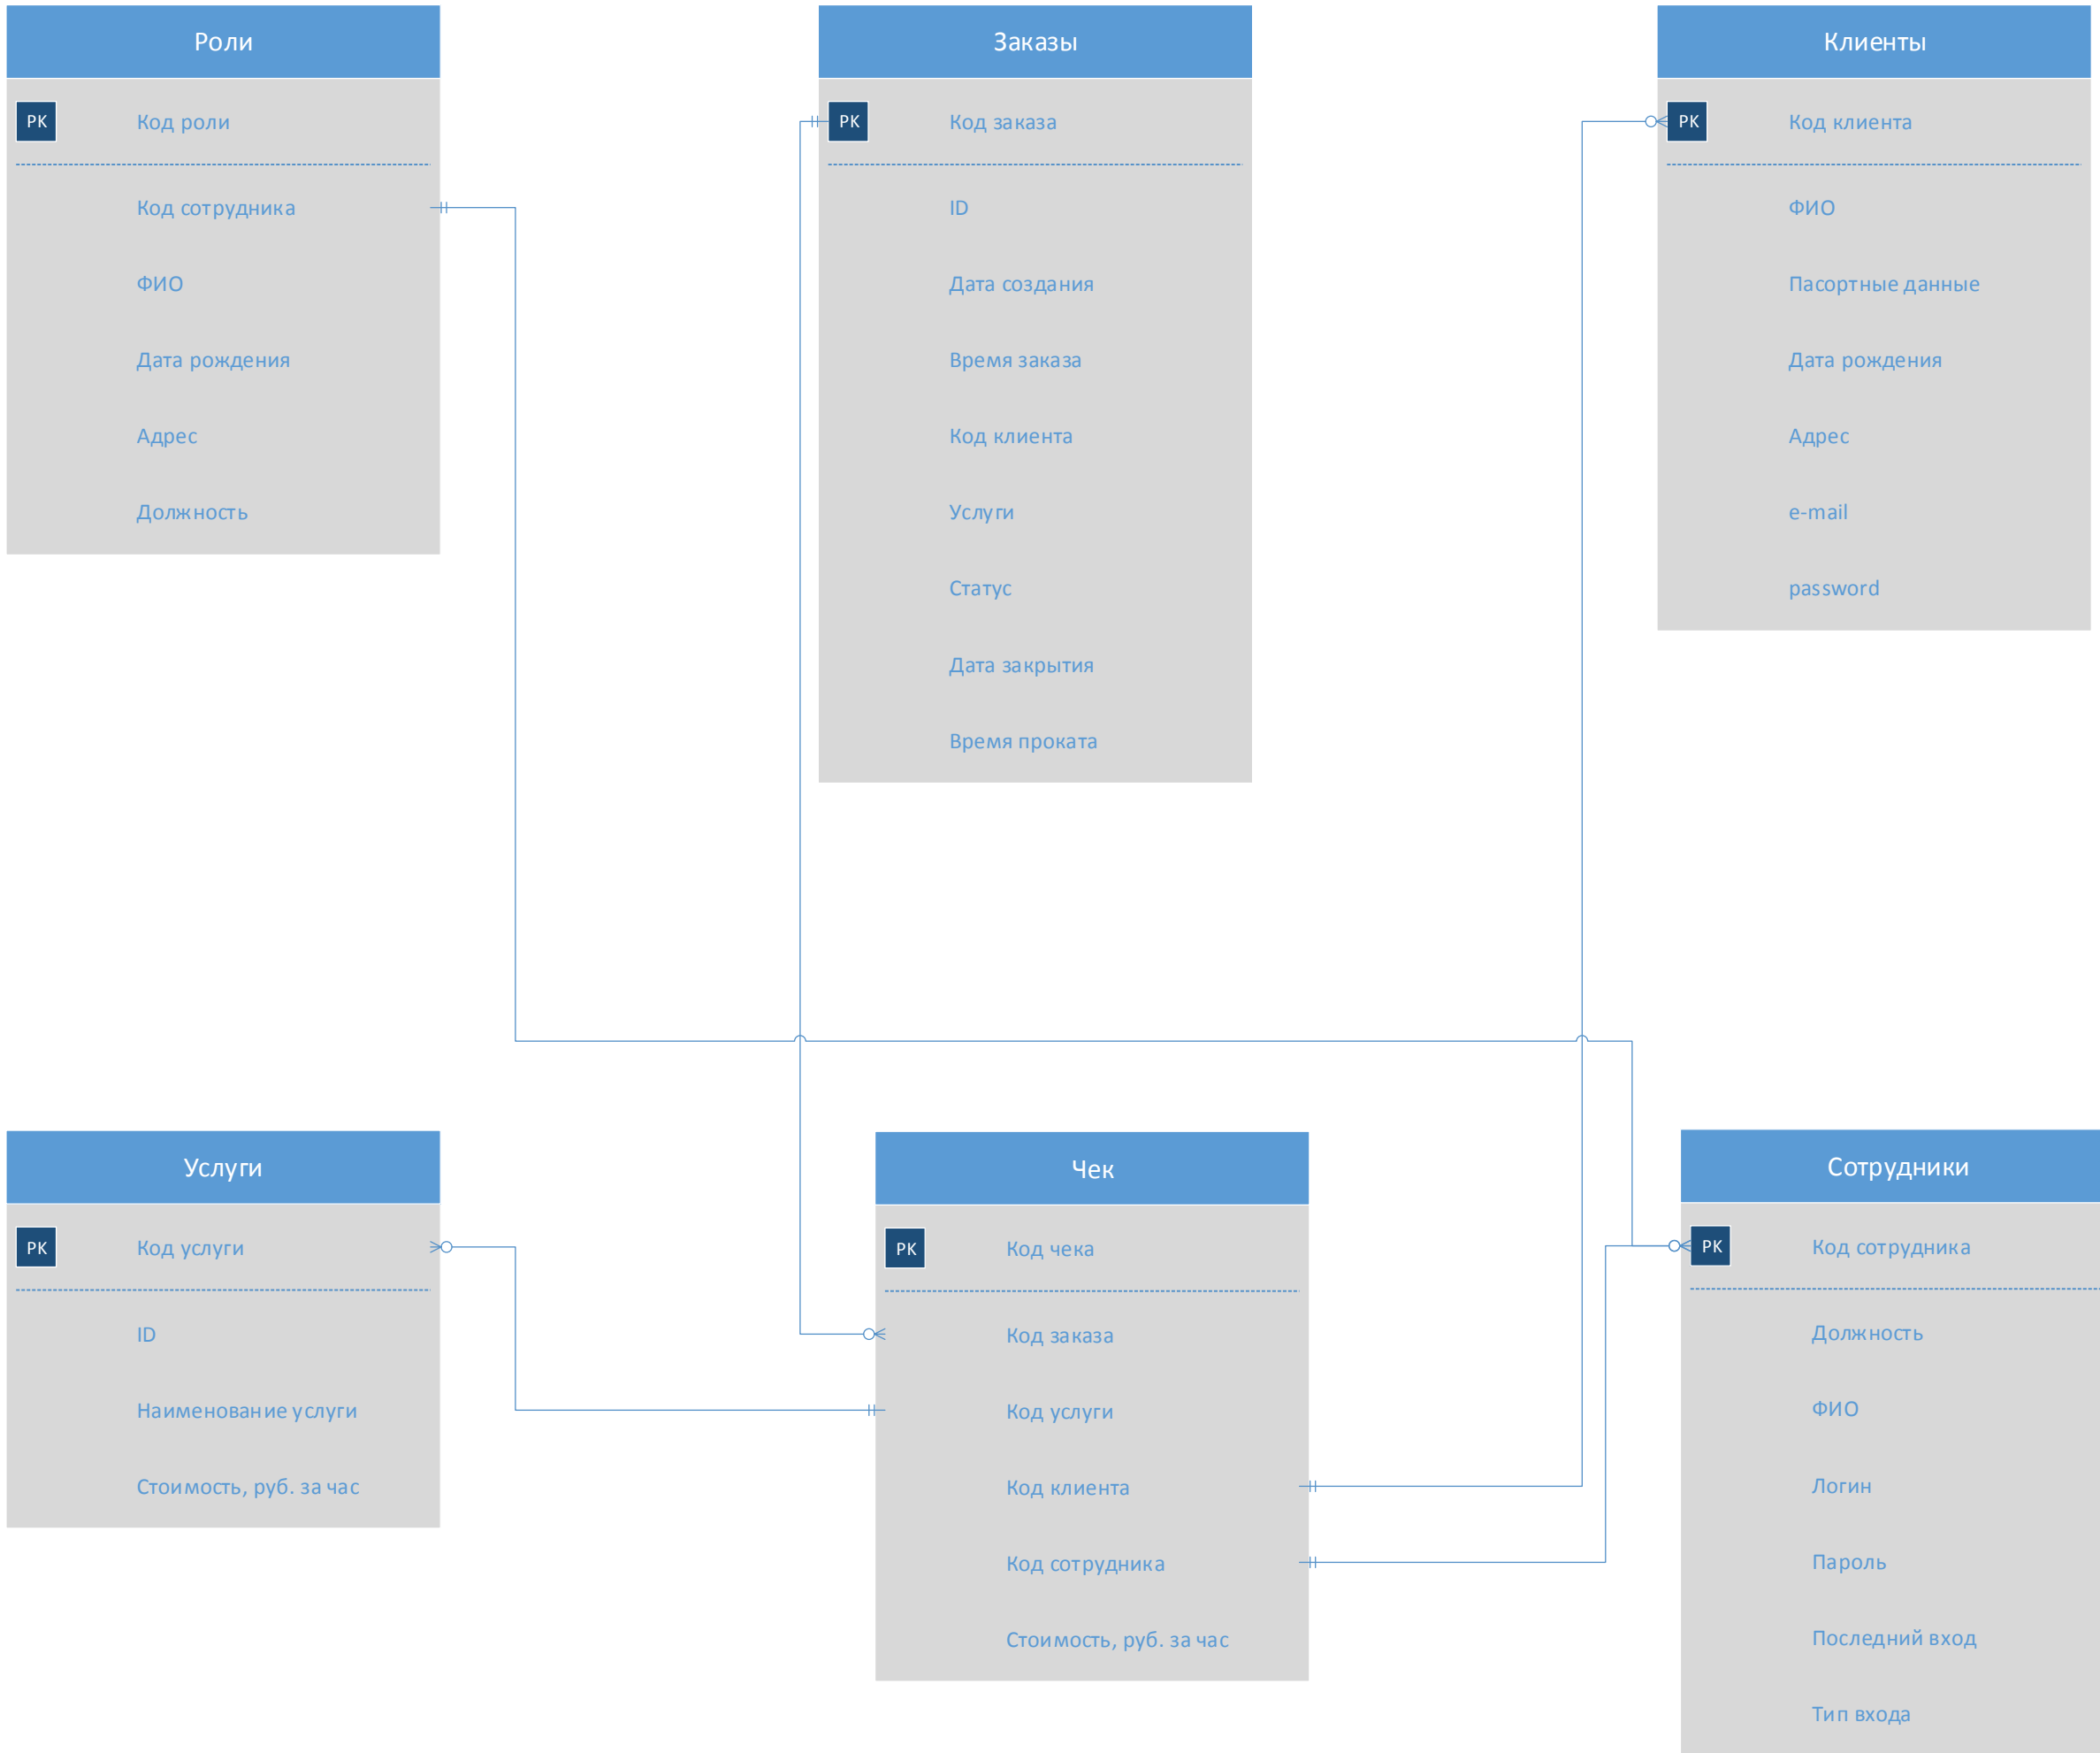 Роли
PK Код роли
Код сотрудника
ФИО
Дата рождения
Адрес
Должность
Заказы
PK Код заказа
ID
Дата создания
Время заказа
Код клиента
Услуги
Статус
Дата закрытия
Время проката
Клиенты
PK Код клиента
ФИО
Пасортные данные
Дата рождения
Адрес
e-mail
password
Услуги
PK Код услуги
ID
Наименование услуги
Стоимость, руб. за час
Чек
PK Код чека
Код заказа
Код услуги
Код клиента
Код сотрудника
Стоимость, руб. за час
Сотрудники
PK Код сотрудника
Должность
ФИО
Логин
Пароль
Последний вход
Тип входа